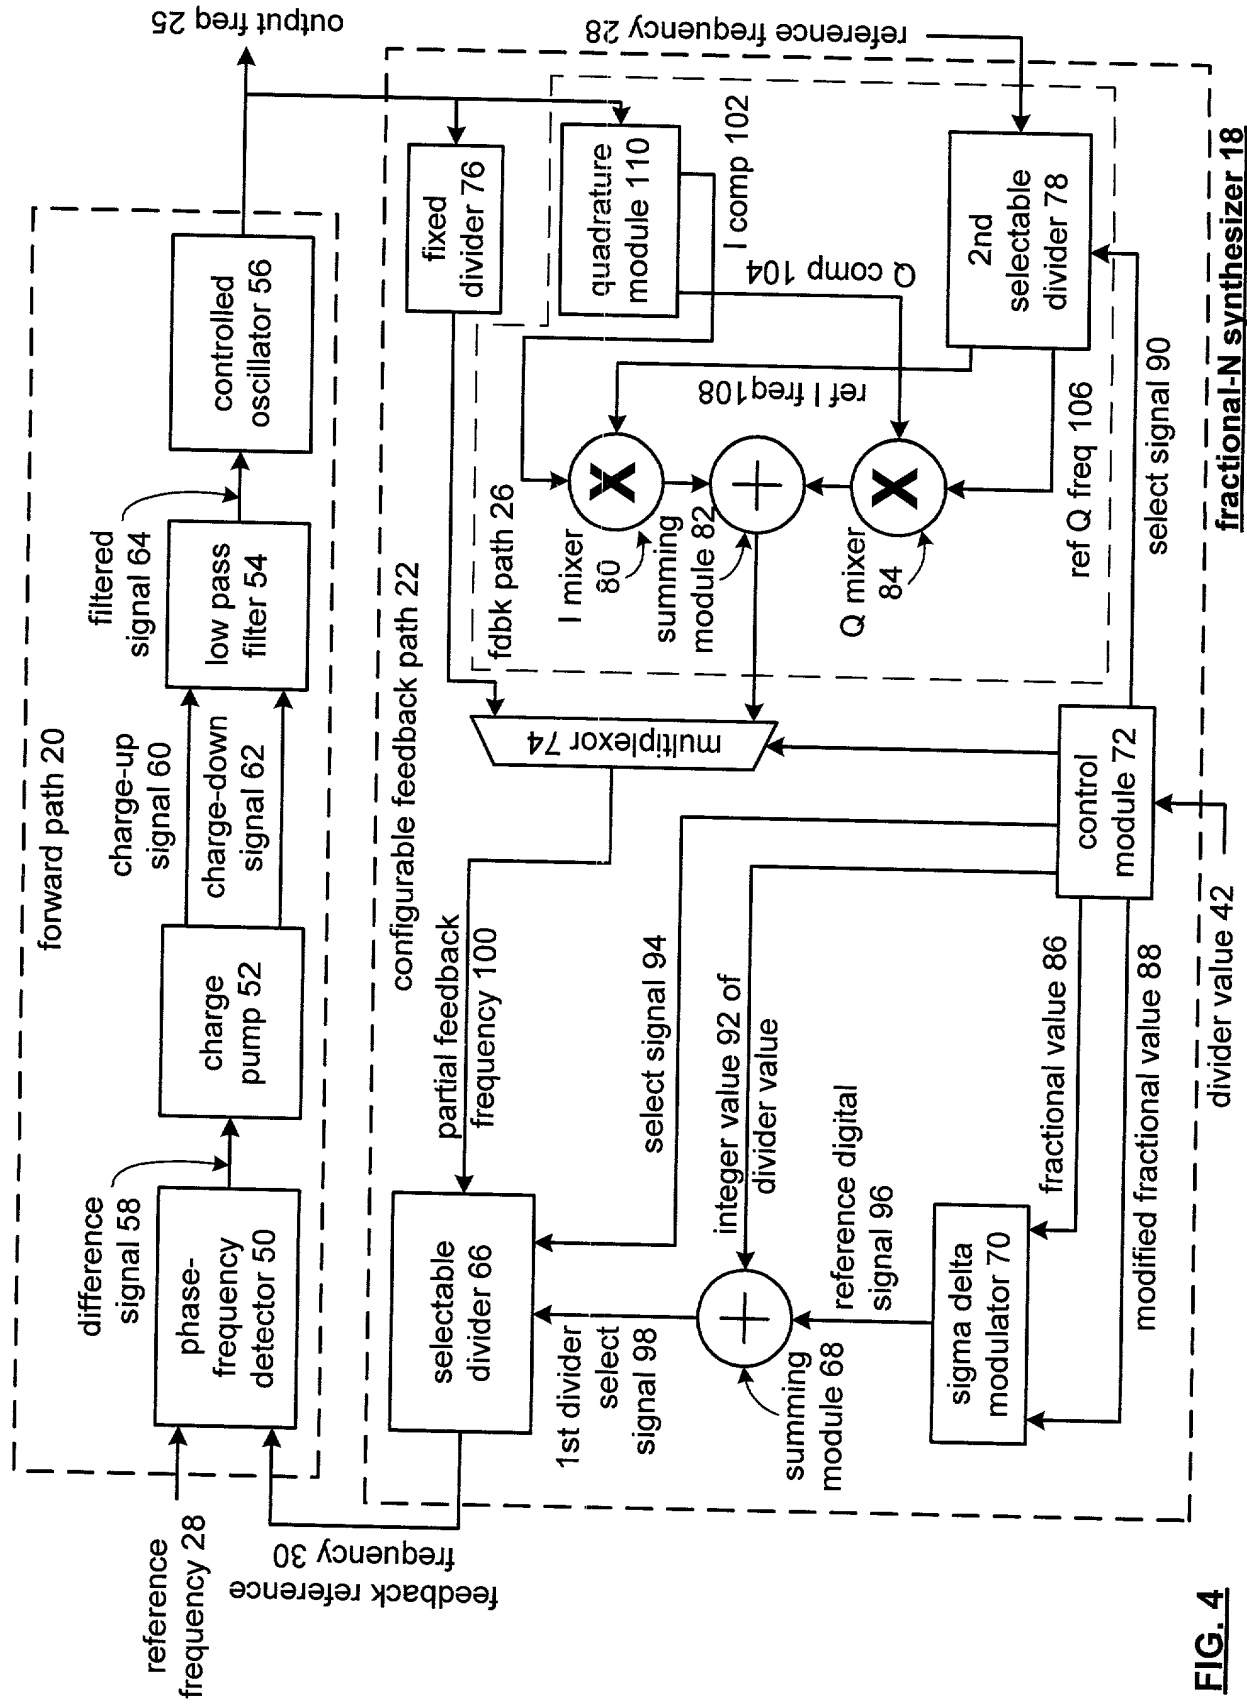 forward path 20
reference
frequency 28
phase-
frequency
detector 50
difference
signal 58
charge
pump 52
charge-up
signal 60
charge-down
signal 62
low pass
filter 54
filtered
signal 64
controlled
oscillator 56
output freq 25
feedback reference
frequency 30
configurable feedback path 22
selectable
divider 66
partial feedback
frequency 100
fixed
divider 76
fdbk path 26
quadrature
module 110
I comp 102
Q comp 104
reference frequency 28
2nd
selectable
divider 78
ref I freq108
ref Q freq 106
I mixer
80
X
summing
module 82
+
Q mixer
84
X
multiplexor 74
select signal 94
1st divider
select
signal 98
integer value 92 of
divider value
+
summing
module 68
reference digital
signal 96
sigma delta
modulator 70
fractional value 86
modified fractional value 88
control
module 72
select signal 90
divider value 42
fractional-N synthesizer 18
FIG. 4